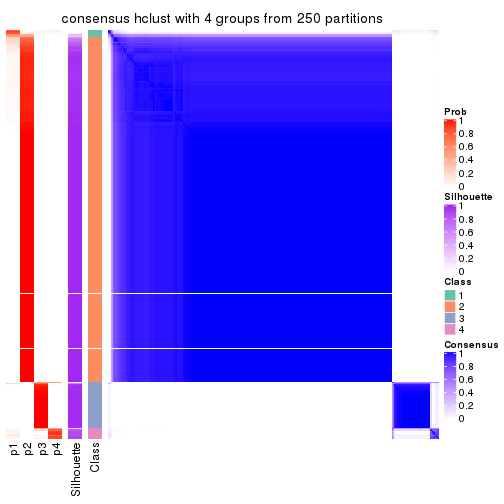 consensus hclust with 4 groups from 250 partitions
Prob
1
0.8
0.6
0.4
0.2
0
Silhouette
1
0.8
0.6
0.4
0.2
0
Class
1
2
3
4
Consensus
1
0.8
0.6
0.4
0.2
0
p1
p2
p3
p4
Silhouette
Class